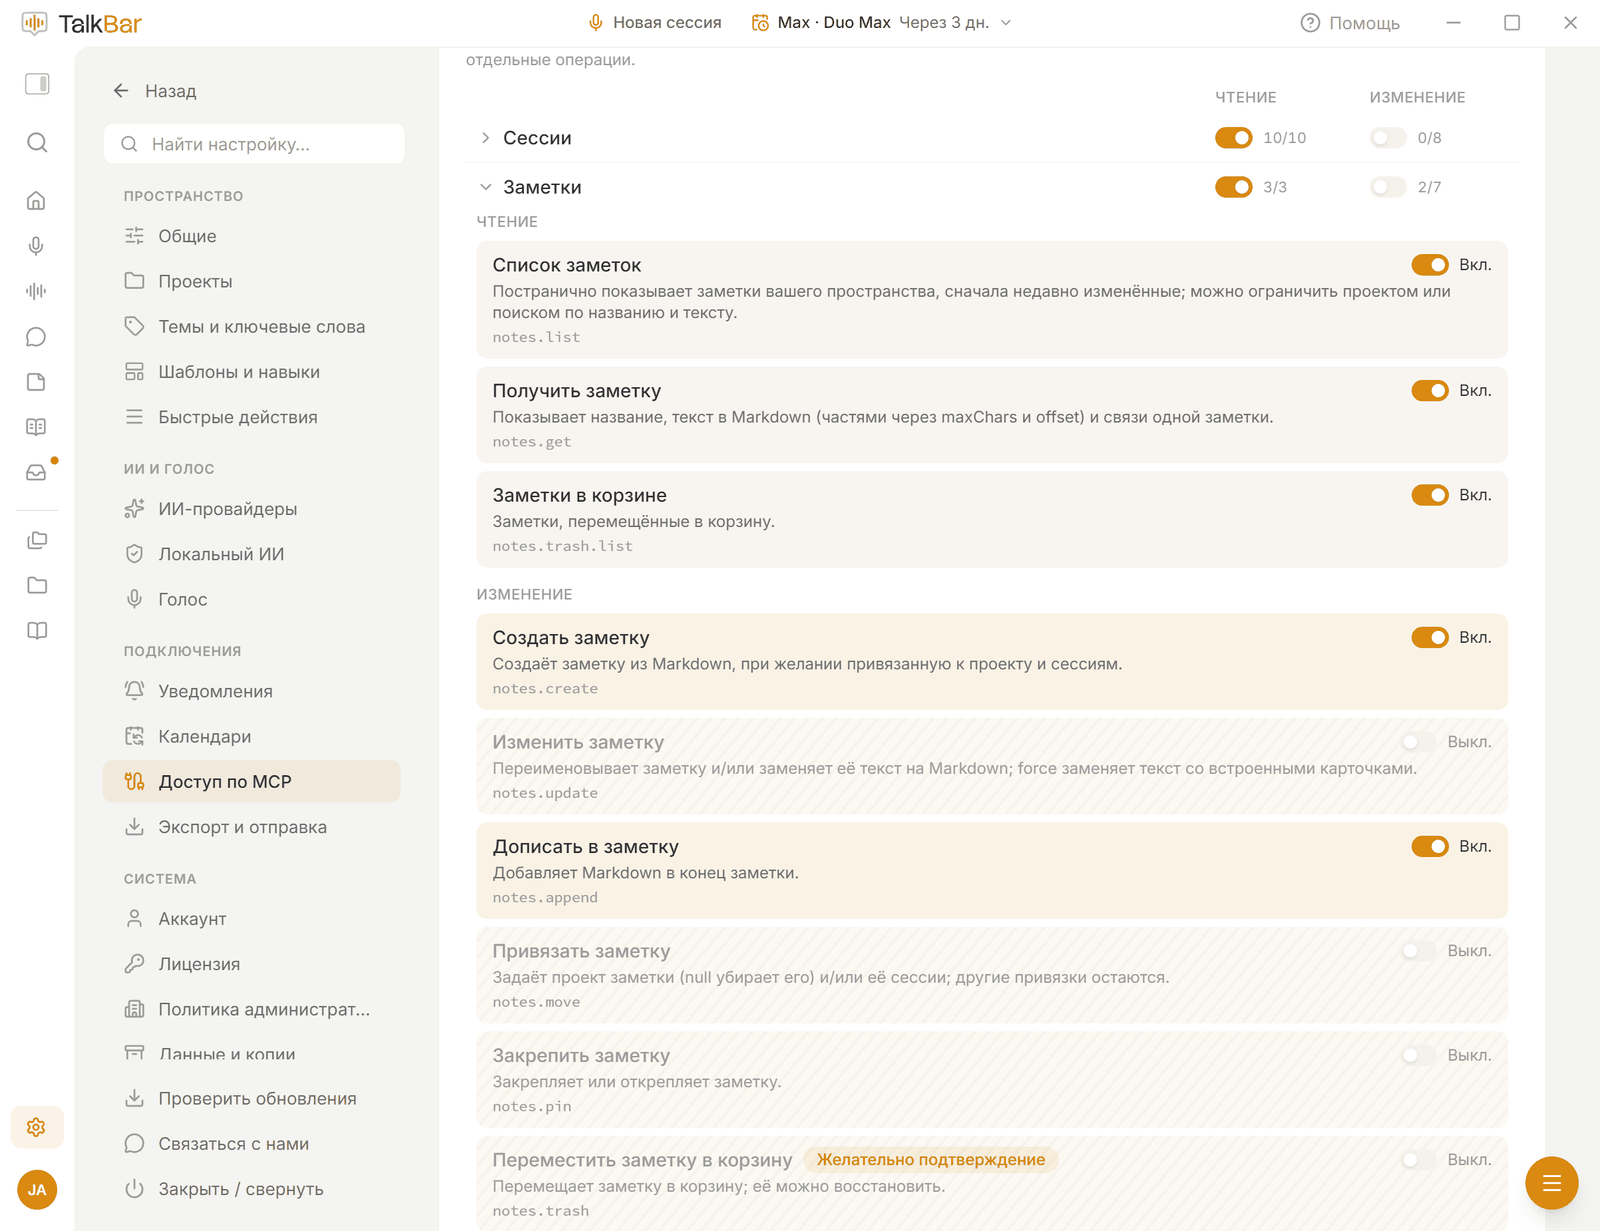 TalkBar
Новая сессия
Max · Duo Max Через 3 дн.
Помощь
Назад
Найти настройку...
ПРОСТРАНСТВО
Общие
Проекты
Темы и ключевые слова
Шаблоны и навыки
Быстрые действия
ИИ И ГОЛОС
ИИ-провайдеры
Локальный ИИ
Голос
ПОДКЛЮЧЕНИЯ
Уведомления
Календари
Доступ по MCP
Экспорт и отправка
СИСТЕМА
Аккаунт
Лицензия
Политика администрат...
Данные и копии
Проверить обновления
Связаться с нами
Закрыть / свернуть
JA
отдельные операции.
ЧТЕНИЕ ИЗМЕНЕНИЕ
Сессии 10/10 0/8
Заметки 3/3 2/7
ЧТЕНИЕ
Список заметок Вкл.
Постранично показывает заметки вашего пространства, сначала недавно изменённые; можно ограничить проектом или
поиском по названию и тексту.
notes.list
Получить заметку Вкл.
Показывает название, текст в Markdown (частями через maxChars и offset) и связи одной заметки.
notes.get
Заметки в корзине Вкл.
Заметки, перемещённые в корзину.
notes.trash.list
ИЗМЕНЕНИЕ
Создать заметку Вкл.
Создаёт заметку из Markdown, при желании привязанную к проекту и сессиям.
notes.create
Изменить заметку Выкл.
Переименовывает заметку и/или заменяет её текст на Markdown; force заменяет текст со встроенными карточками.
notes.update
Дописать в заметку Вкл.
Добавляет Markdown в конец заметки.
notes.append
Привязать заметку Выкл.
Задаёт проект заметки (null убирает его) и/или её сессии; другие привязки остаются.
notes.move
Закрепить заметку Выкл.
Закрепляет или открепляет заметку.
notes.pin
Переместить заметку в корзину Желательно подтверждение Выкл.
Перемещает заметку в корзину; её можно восстановить.
notes.trash